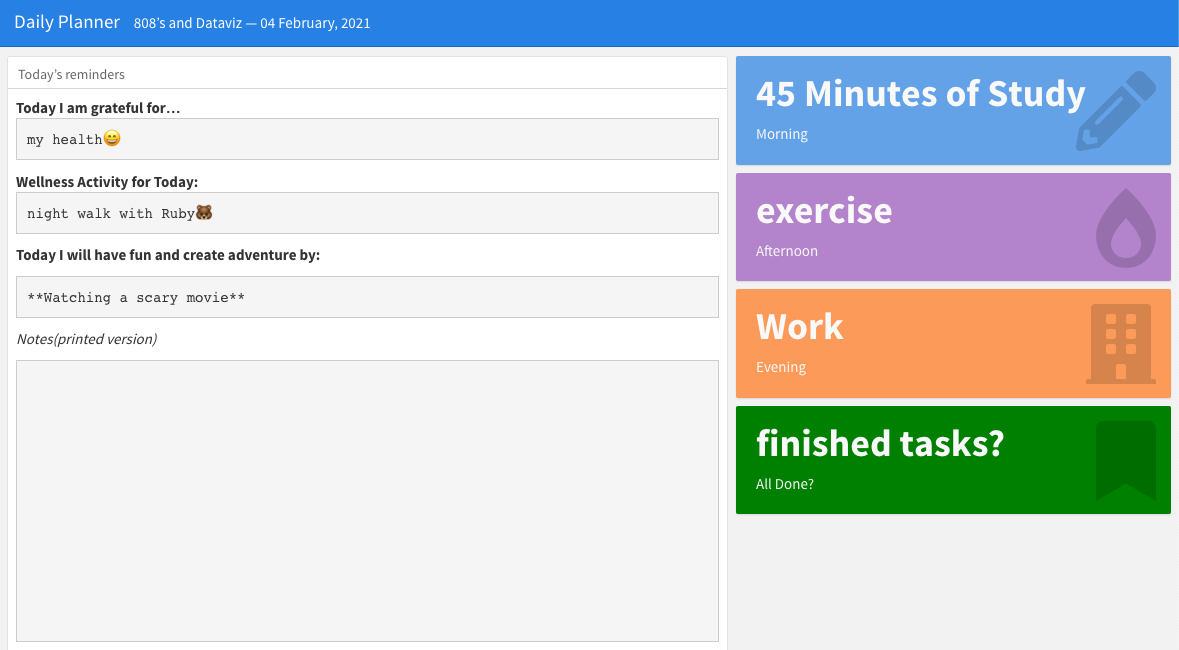 Daily Planner 808’s and Dataviz — 04 February, 2021
Today’s reminders
Today I am grateful for…
my health😄
Wellness Activity for Today:
night walk with Ruby🐻
Today I will have fun and create adventure by:
**Watching a scary movie**
Notes(printed version)
45 Minutes of Study
Morning
exercise
Afternoon
Work
Evening
finished tasks?
All Done?